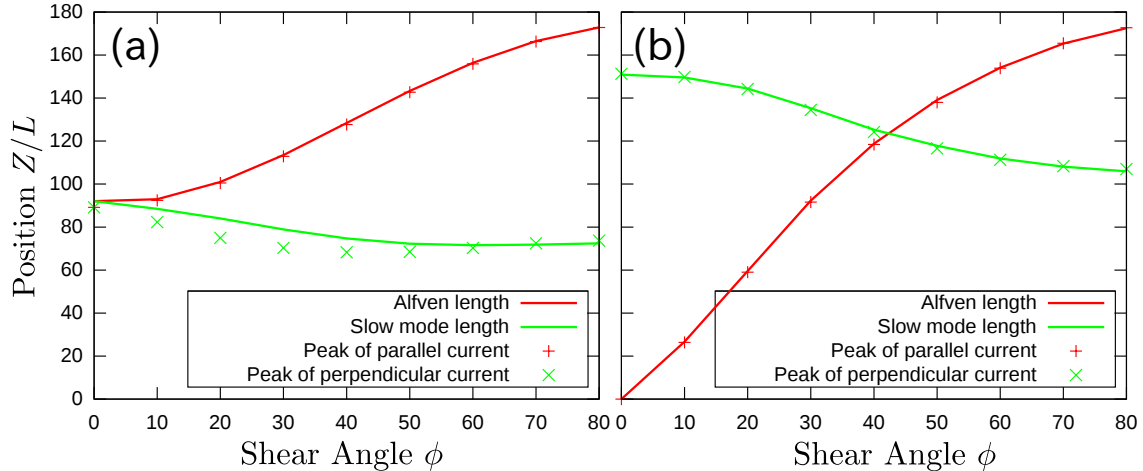 (a)
(b)
Position Z/L
180
160
140
120
100
80
60
40
20
0
Alfven length
Slow mode length
Peak of parallel current
Peak of perpendicular current
0 10 20 30 40 50 60 70 80
Shear Angle ϕ
Alfven length
Slow mode length
Peak of parallel current
Peak of perpendicular current
0 10 20 30 40 50 60 70 80
Shear Angle ϕ